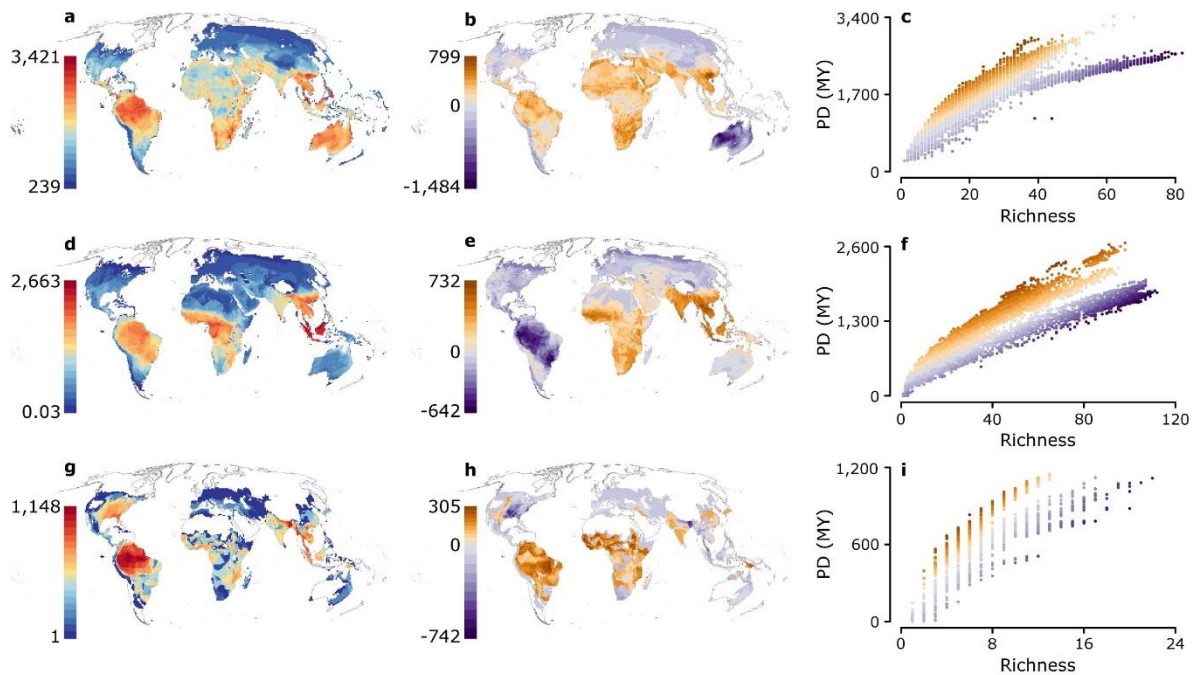 a
3,421
239
b
799
0
-1,484
c
3,400
1,700
0
PD (MY)
0 20 40 60 80
Richness
d
2,663
0.03
e
732
0
-642
f
2,600
1,300
0
PD (MY)
0 40 80 120
Richness
g
1,148
1
h
305
0
-742
i
1,200
600
0
PD (MY)
0 8 16 24
Richness